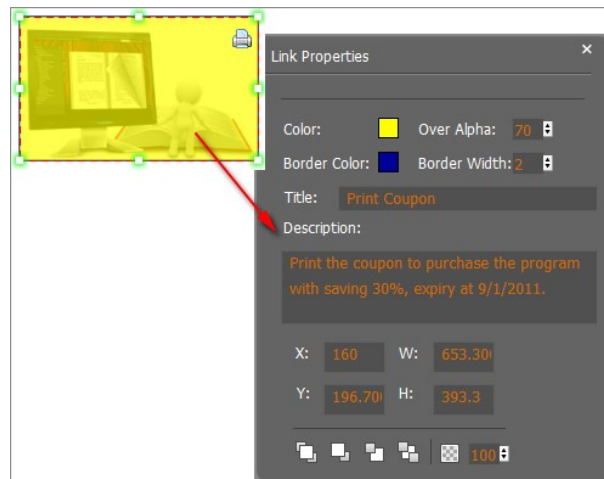 Link Properties ×
Color: Over Alpha: 70
Border Color: Border Width: 2
Title: Print Coupon
Description:
Print the coupon to purchase the program
with saving 30%, expiry at 9/1/2011.
X: 160 W: 653.30
Y: 196.70 H: 393.3
100